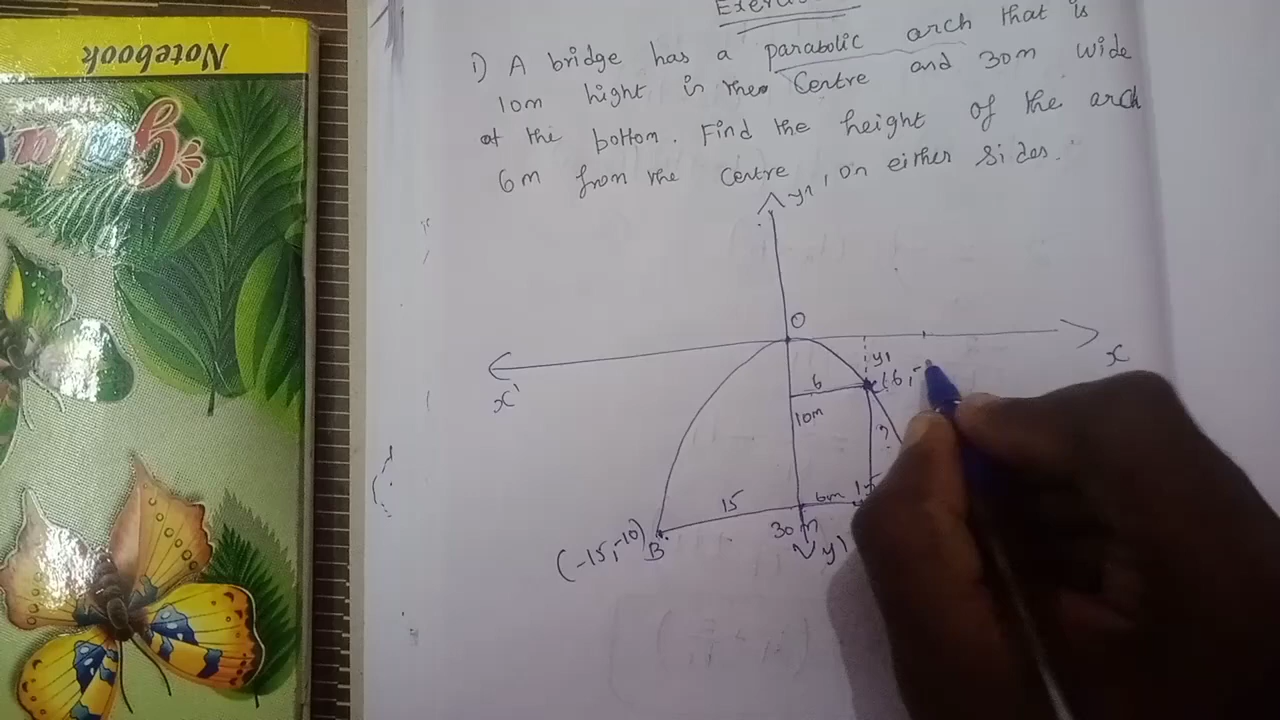 Notebook
1) A bridge has a parabolic arch that is
10m hight in the centre and 30m wide
at the bottom. Find the height of the arch
6m from the centre, on either sides.
y
O
x'
x
y1
6
(6, -
10m
?
15
6m
15
30m
(-15, -10) B
y'